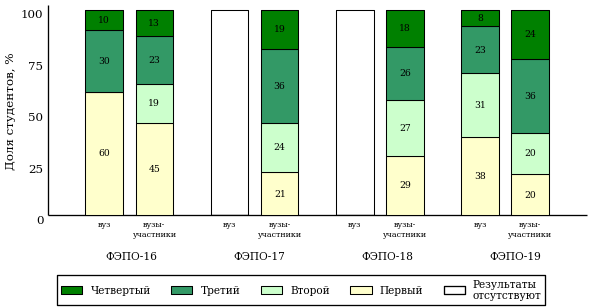 100
75
50
25
0
Доля студентов, %
10
30
60
13
23
19
45
19
36
24
21
18
26
27
29
8
23
31
38
24
36
20
20
вуз
вузы-
участники
вуз
вузы-
участники
вуз
вузы-
участники
вуз
вузы-
участники
ФЭПО-16 ФЭПО-17 ФЭПО-18 ФЭПО-19
Четвертый Третий Второй Первый Результаты
отсутствуют